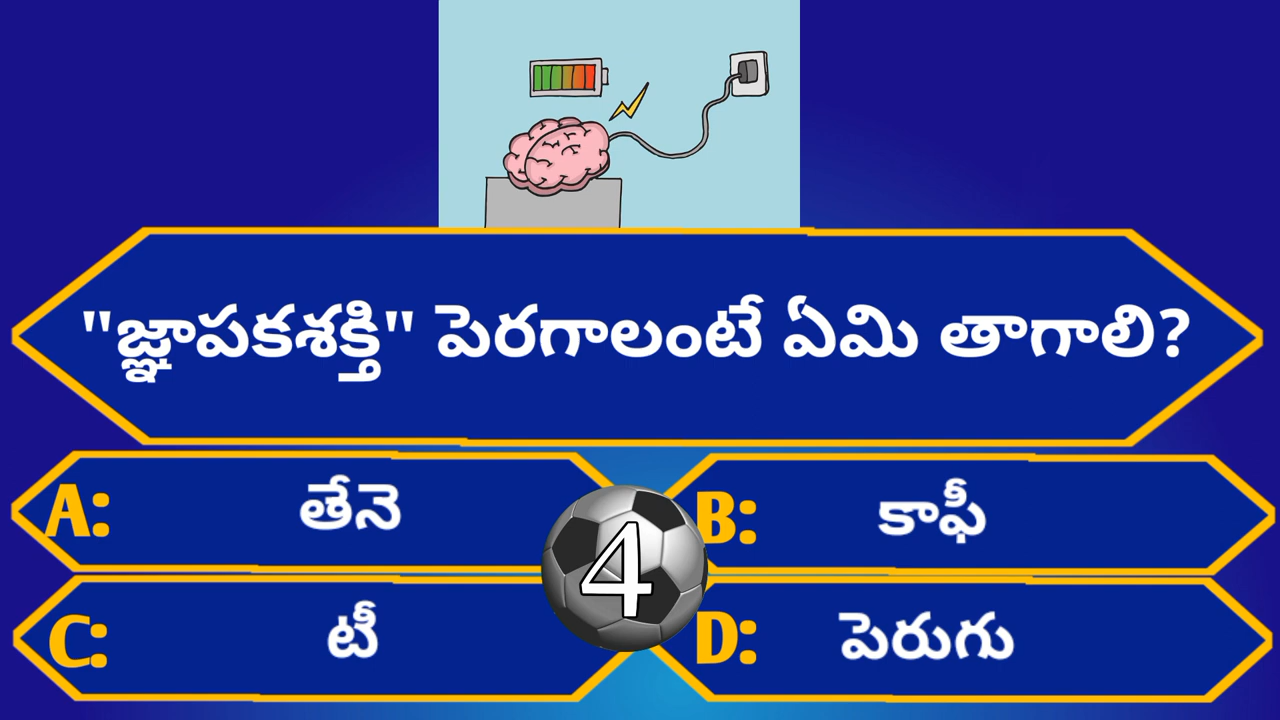 "జ్ఞాపకశక్తి" పెరగాలంటే ఏమి తాగాలి?
A: తేనె
B: కాఫీ
4
C: టీ
D: పెరుగు